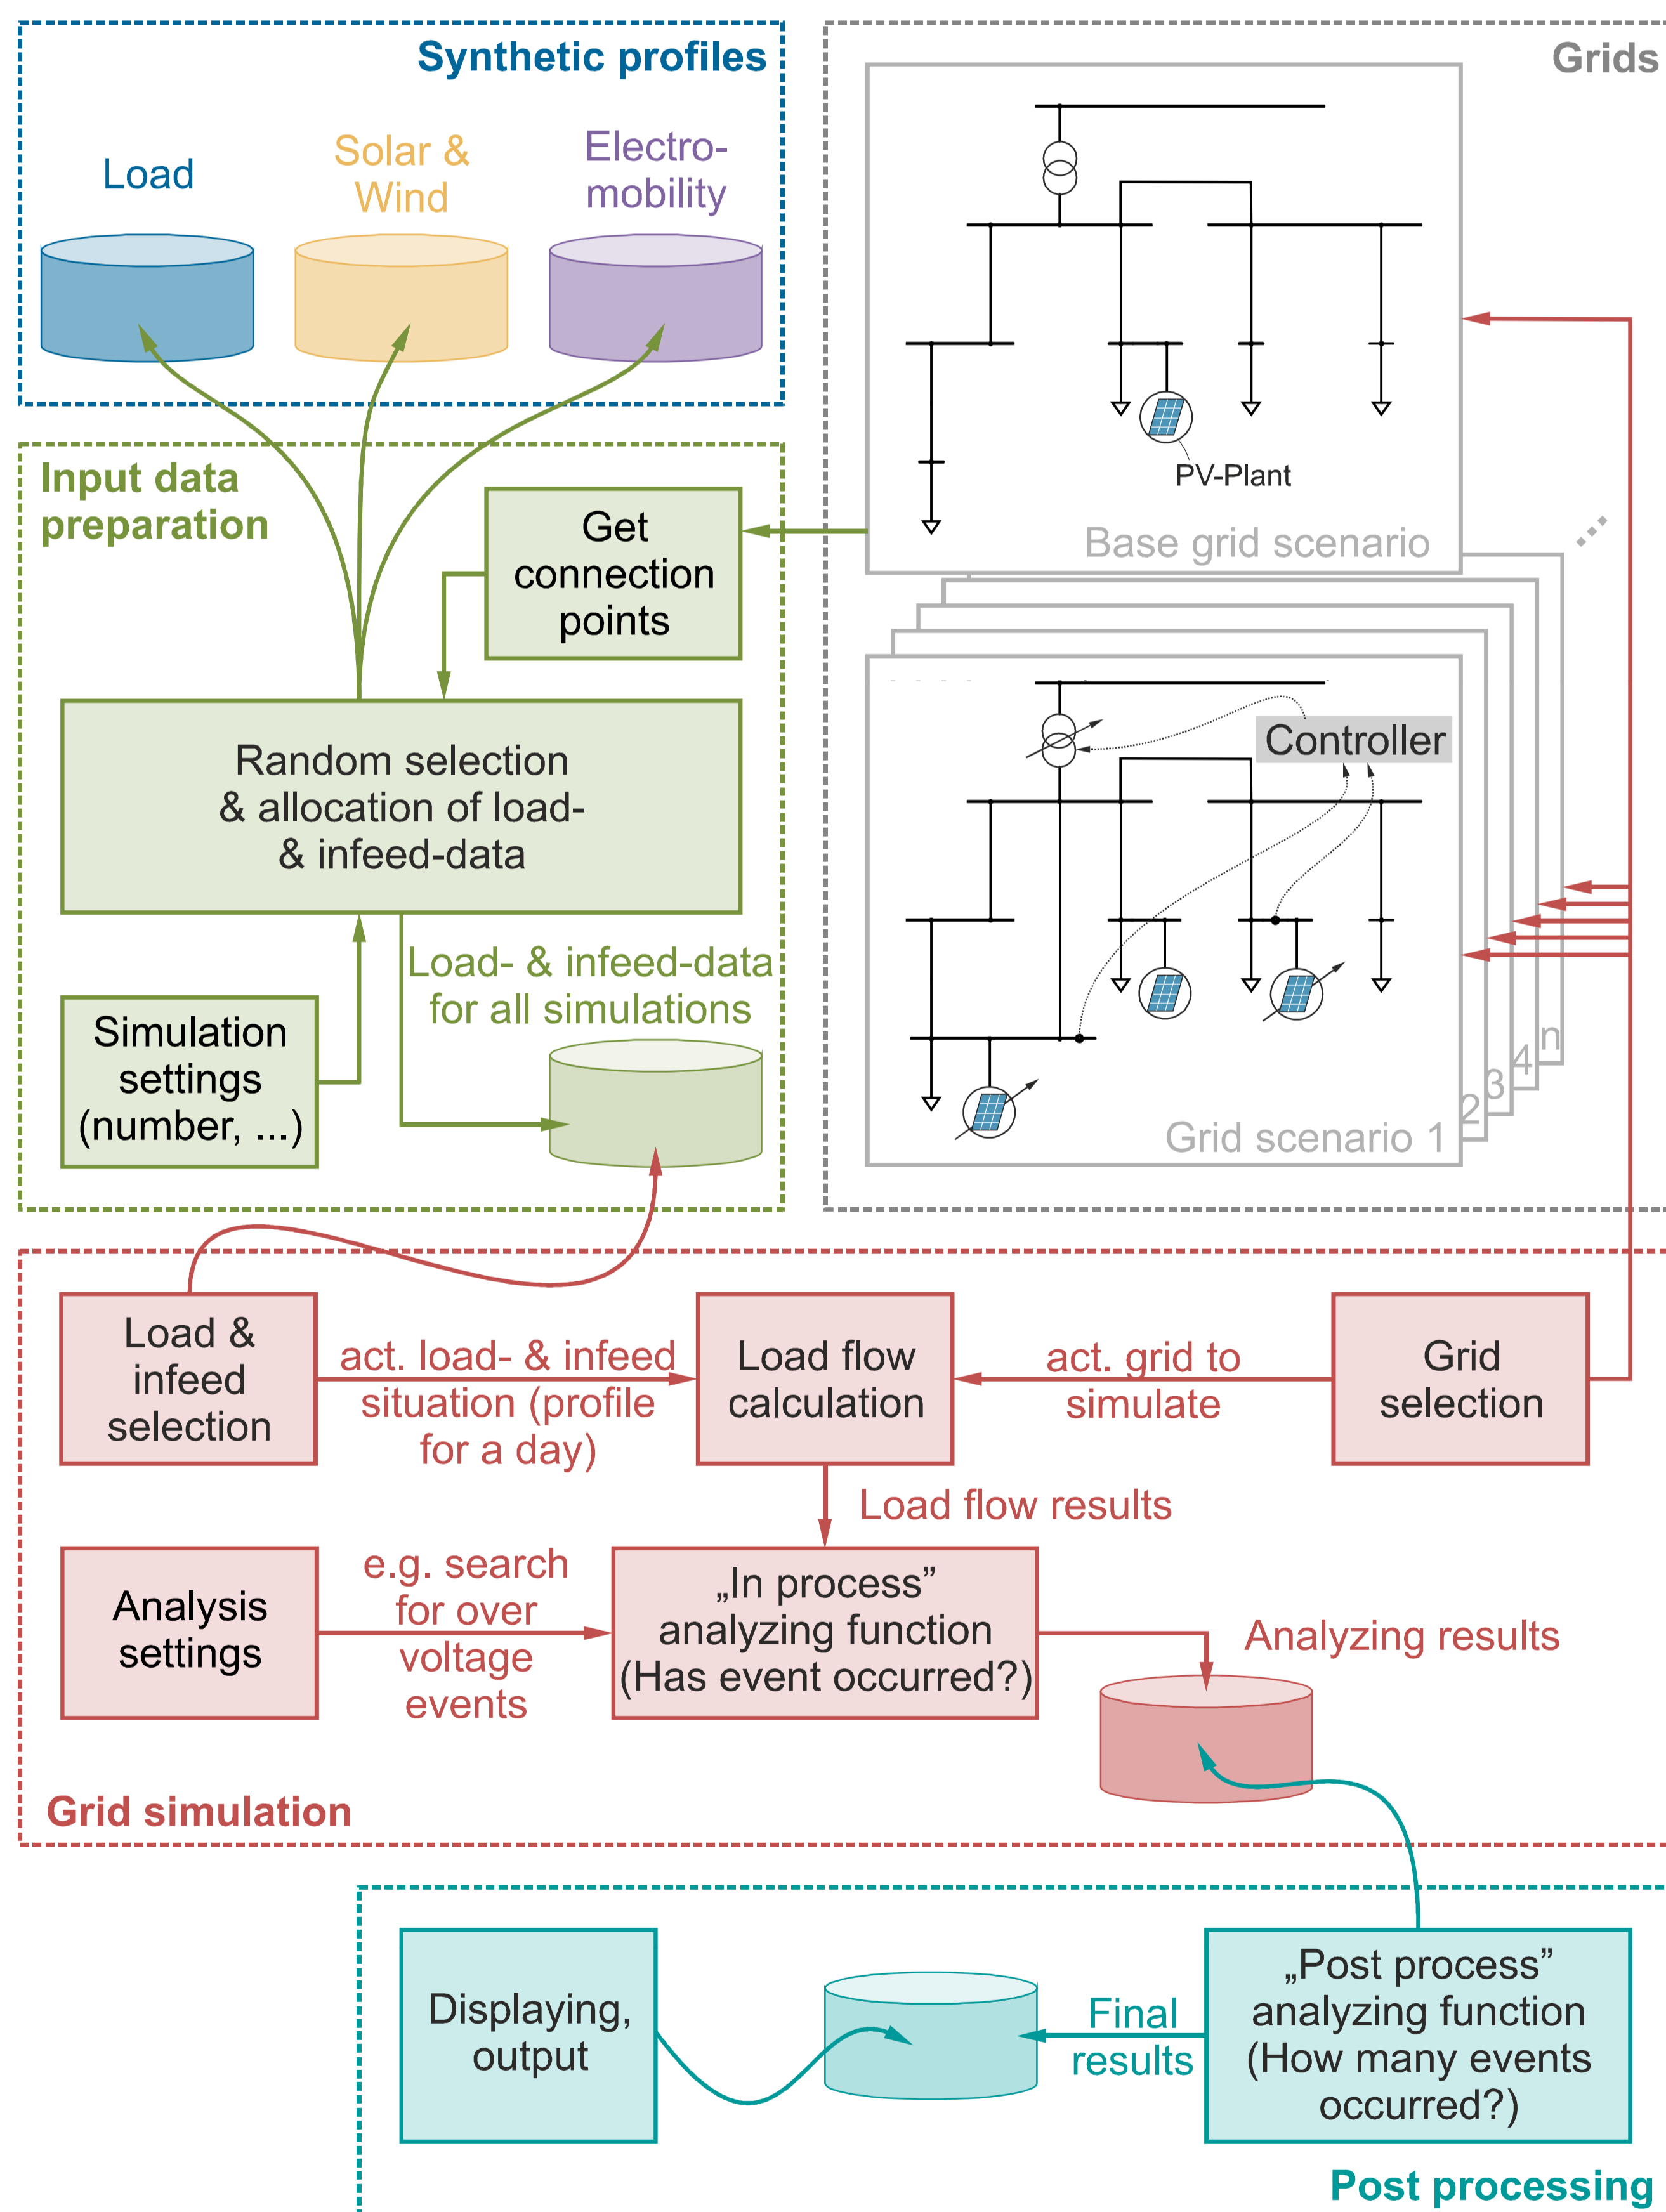 Synthetic profiles
Load
Solar &
Wind
Electro-
mobility
Grids
PV-Plant
Base grid scenario
Input data
preparation
Get
connection
points
Random selection
& allocation of load-
& infeed-data
Load- & infeed-data
for all simulations
Simulation
settings
(number, ...)
Controller
Grid scenario 1
2
3
4
n
Load &
infeed
selection
act. load- & infeed
situation (profile
for a day)
Load flow
calculation
act. grid to
simulate
Grid
selection
Load flow results
Analysis
settings
e.g. search
for over
voltage
events
„In process”
analyzing function
(Has event occurred?)
Analyzing results
Grid simulation
Displaying,
output
Final
results
„Post process”
analyzing function
(How many events
occurred?)
Post processing